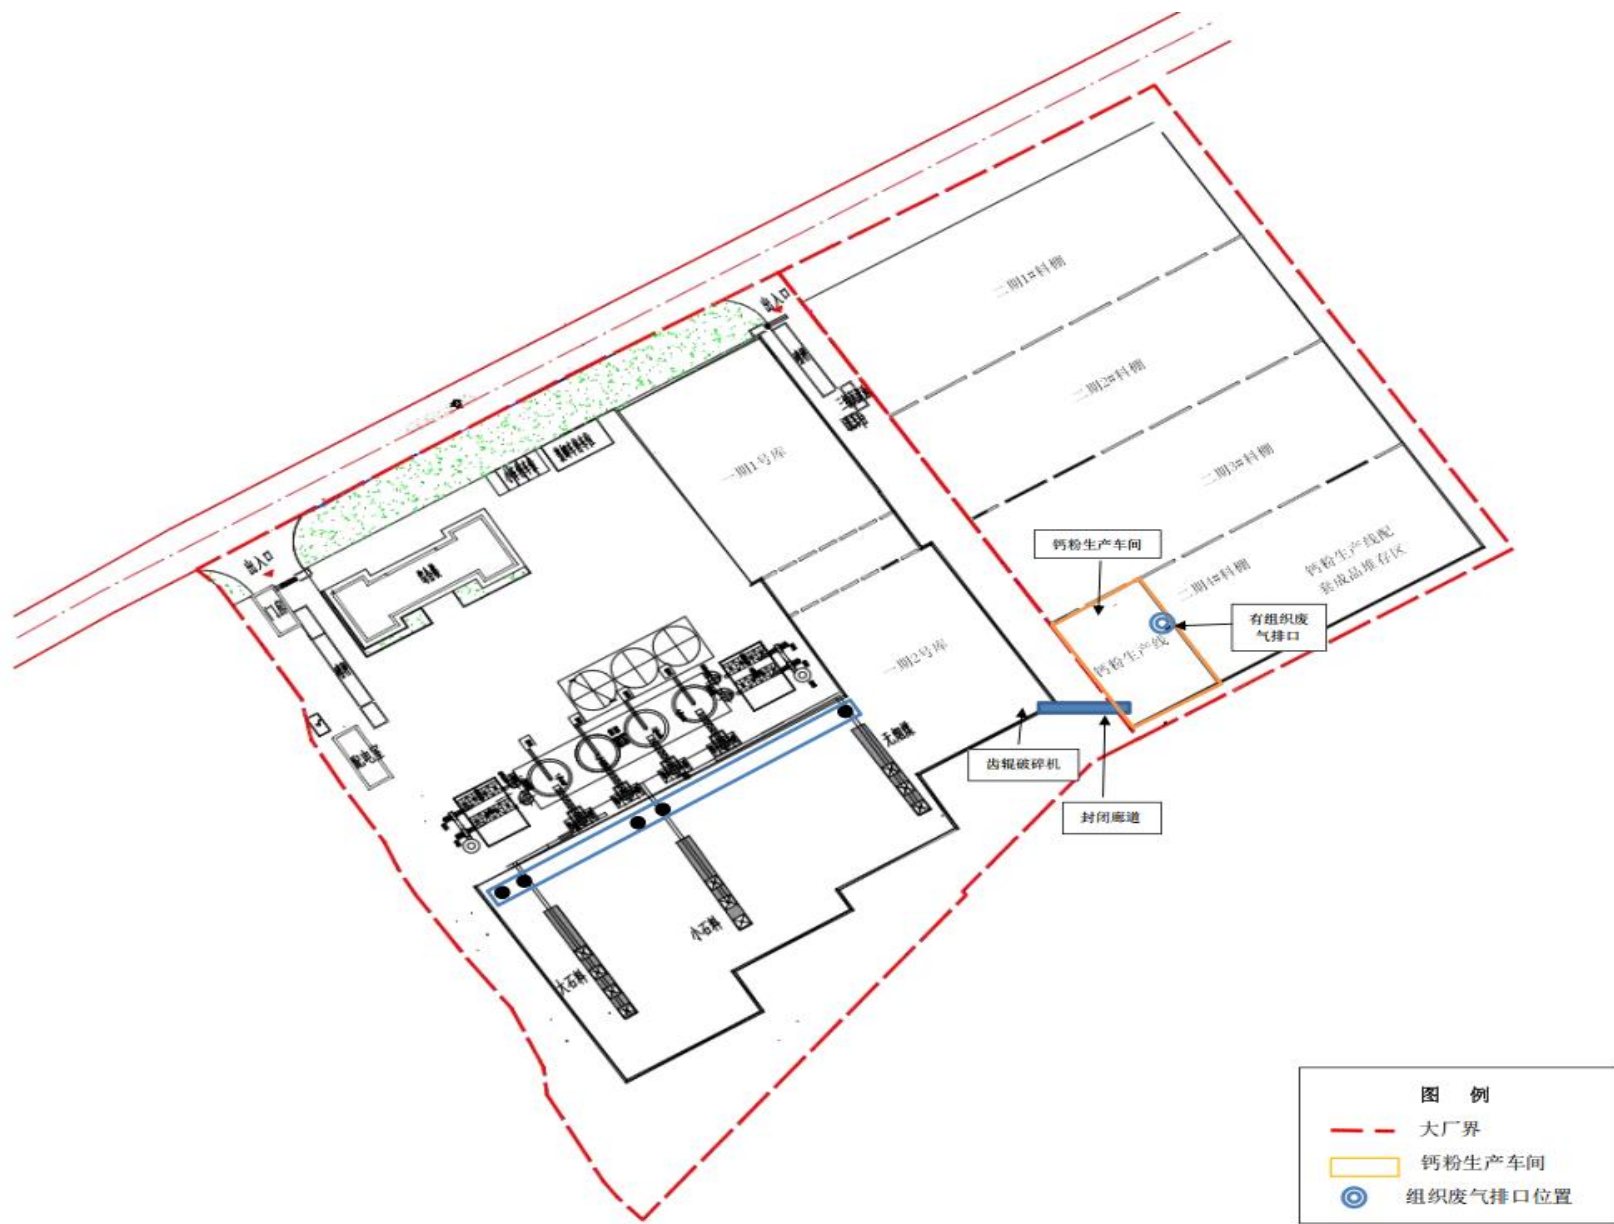 二期1#料棚
出入口
二期2#料棚
一期1号库
二期3#料棚
钙粉生产车间
钙粉生产线配
套成品堆存区
出入口
二期4#料棚
有组织废
气排口
一期2号库
钙粉生产线
无烟煤
配电室
齿辊破碎机
封闭廊道
小石料
大石料
图 例
大厂界
钙粉生产车间
组织废气排口位置